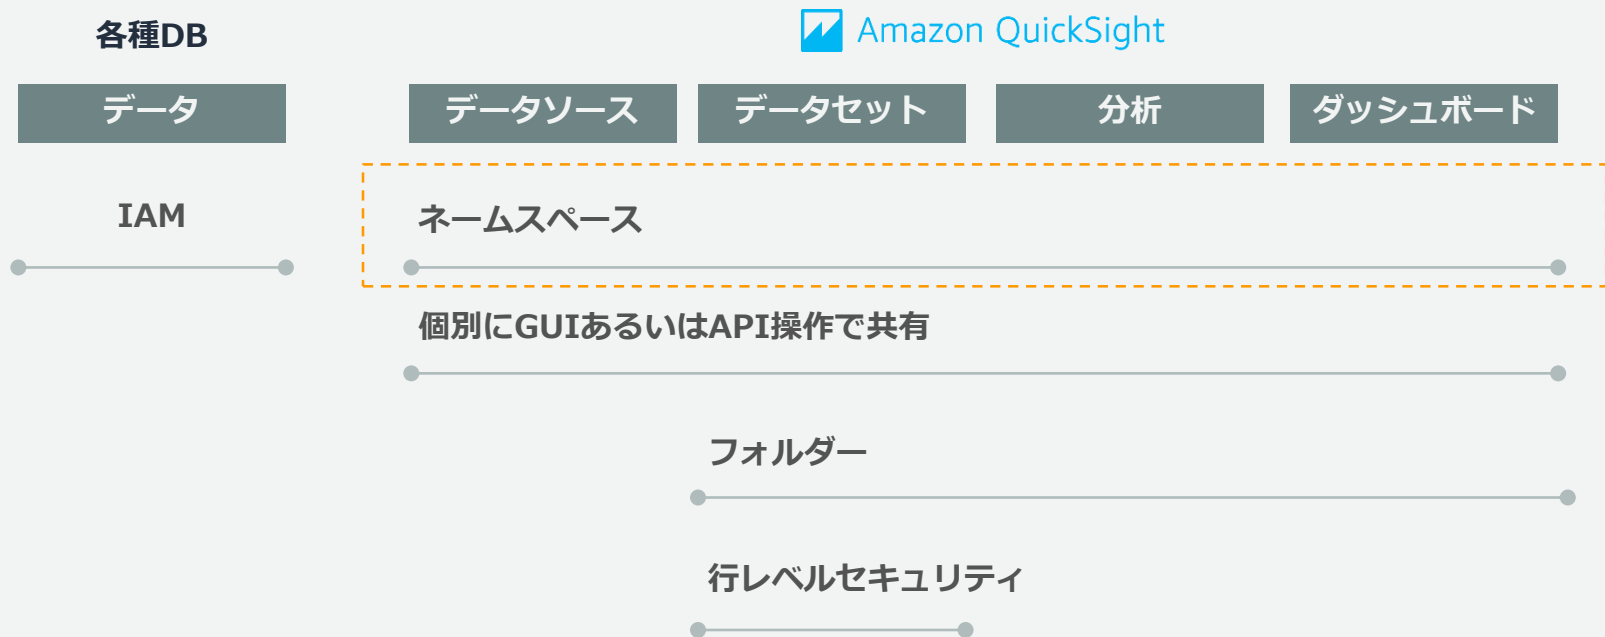 各種DB
Amazon QuickSight
データ
データソース
データセット
分析
ダッシュボード
IAM
ネームスペース
個別にGUIあるいはAPI操作で共有
フォルダー
行レベルセキュリティ